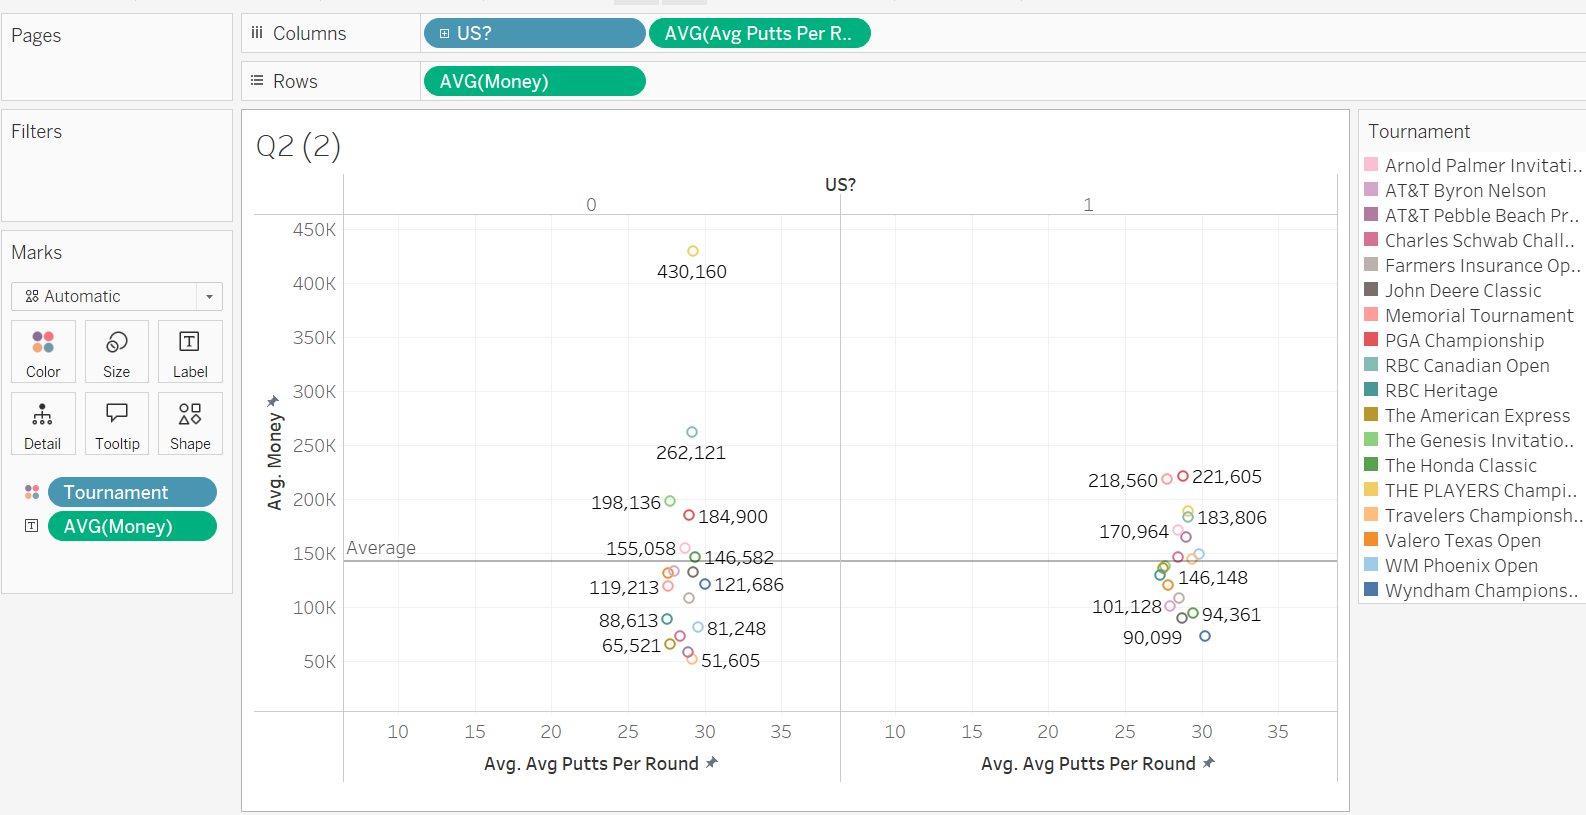 Pages
Columns
US?
AVG(Avg Putts Per R..
Rows
AVG(Money)
Filters
Marks
Automatic
Color
Size
Label
Detail
Tooltip
Shape
Tournament
AVG(Money)
Q2 (2)
US?
0
1
450K
400K
350K
300K
250K
200K
150K
100K
50K
Avg. Money
430,160
262,121
198,136
184,900
155,058
146,582
Average
119,213
121,686
88,613
81,248
65,521
51,605
218,560
221,605
183,806
170,964
146,148
101,128
94,361
90,099
10 15 20 25 30 35
10 15 20 25 30 35
Avg. Avg Putts Per Round
Avg. Avg Putts Per Round
Tournament
Arnold Palmer Invitati..
AT&T Byron Nelson
AT&T Pebble Beach Pr..
Charles Schwab Chall..
Farmers Insurance Op..
John Deere Classic
Memorial Tournament
PGA Championship
RBC Canadian Open
RBC Heritage
The American Express
The Genesis Invitatio..
The Honda Classic
THE PLAYERS Champi..
Travelers Championsh..
Valero Texas Open
WM Phoenix Open
Wyndham Champions..